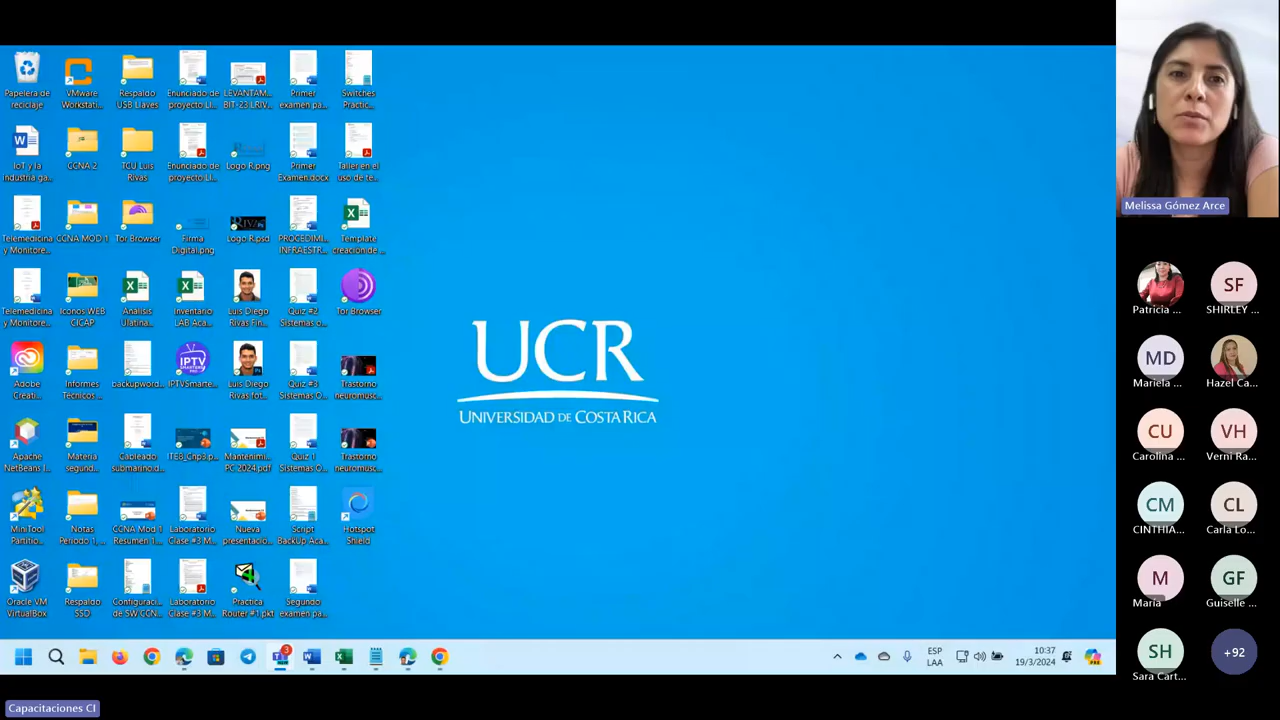 Papelera de
reciclaje
VMware
Workstati...
Respaldo
USB Llaves
Enunciado de
proyecto LI...
LEVANTAM...
BIT-23 LRIV...
Primer
examen pa...
Switches
Practic...
IoT y la
industria ga...
CCNA 2
TCU Luis
Rivas
Enunciado de
proyecto LI...
Logo R.png
Primer
Examen.docx
Taller en el
uso de te...
Telemedicina
y Monitore...
CCNA MOD 1
Tor Browser
Firma
Digital.png
Logo R.psd
PROCEDIMI...
INFRAESTR...
Template
creacion de ...
Telemedicina
y Monitore...
Iconos WEB
CICAP
Analisis
Ulatina...
Inventario
LAB Aca...
Luis Diego
Rivas Fin...
Quiz #2
Sistemas o...
Tor Browser
Adobe
Creati...
Informes
Tecnicos ...
backupword...
IPTVSmarte...
Luis Diego
Rivas fot...
Quiz #3
Sistemas O...
Trastorno
neuromusc...
Apache
NetBeans I...
Materia
segund...
Cableado
submarino.d...
ITE8_Cnp3.p...
Mantenimi...
PC 2024.pdf
Quiz 1
Sistemas O...
Trastorno
neuromusc...
MiniTool
Partitio...
Notas
Periodo 1,...
CCNA Mod 1
Resumen 1...
Laboratorio
Clase #3 M...
Nueva
presentació...
Script
BackUp Aca...
Hotspot
Shield
Oracle VM
VirtualBox
Respaldo
SSD
Configuraci...
de SW CCN...
Laboratorio
Clase #3 M...
Practica
Router #1.pkt
Segundo
examen pa...
UCR
UNIVERSIDAD DE COSTA RICA
3
ESP
LAA
10:37
19/3/2024
Capacitaciones CI
Melissa Gómez Arce
Patricia ...
SF
SHIRLEY ...
MD
Mariela ...
Hazel Ca...
CU
Carolina ...
VH
Verni Ra...
CM
CINTHIA...
CL
Carla Lo...
M
Maria
GF
Guiselle ...
SH
Sara Cart...
+92